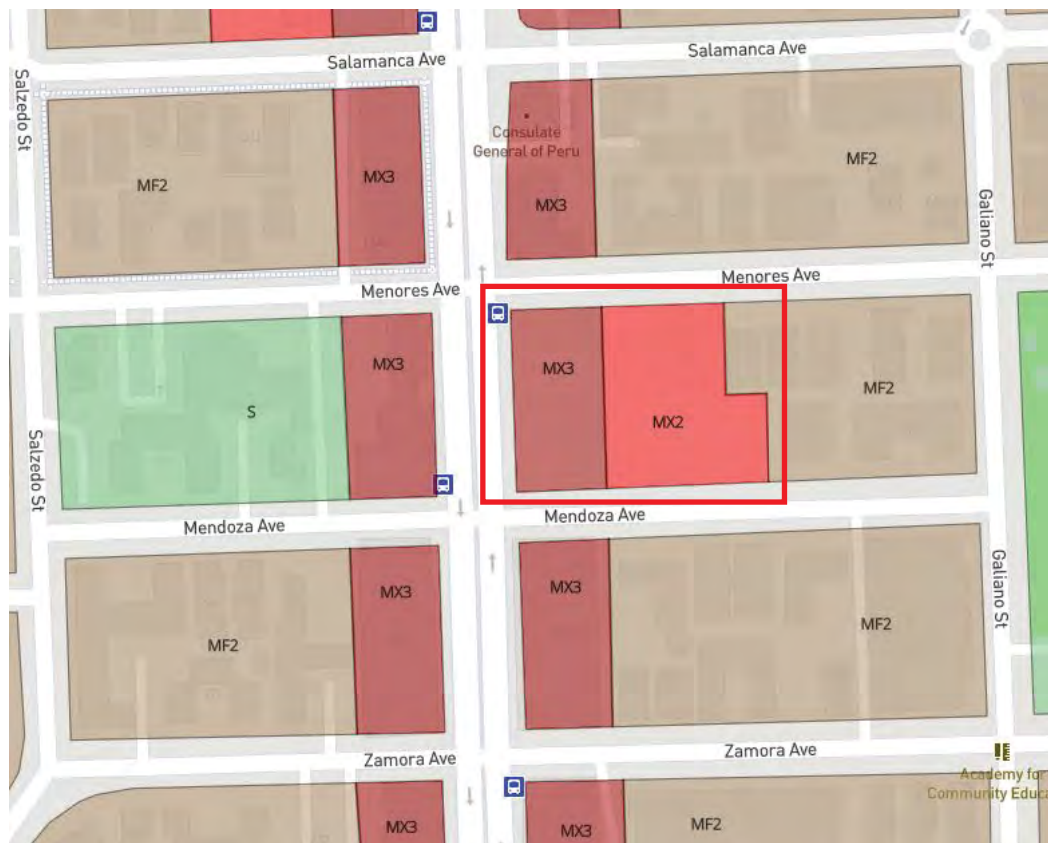 Salamanca Ave
Salamanca Ave
Salzedo St
Consulate
General of Peru
MF2
MX3
MX3
MF2
Galiano St
Menores Ave
Menores Ave
S
MX3
MX3
MX2
MF2
Salzedo St
Mendoza Ave
Mendoza Ave
MF2
MX3
MX3
MF2
Galiano St
Zamora Ave
Zamora Ave
Academy for
Community Educa
MX3
MX3
MF2